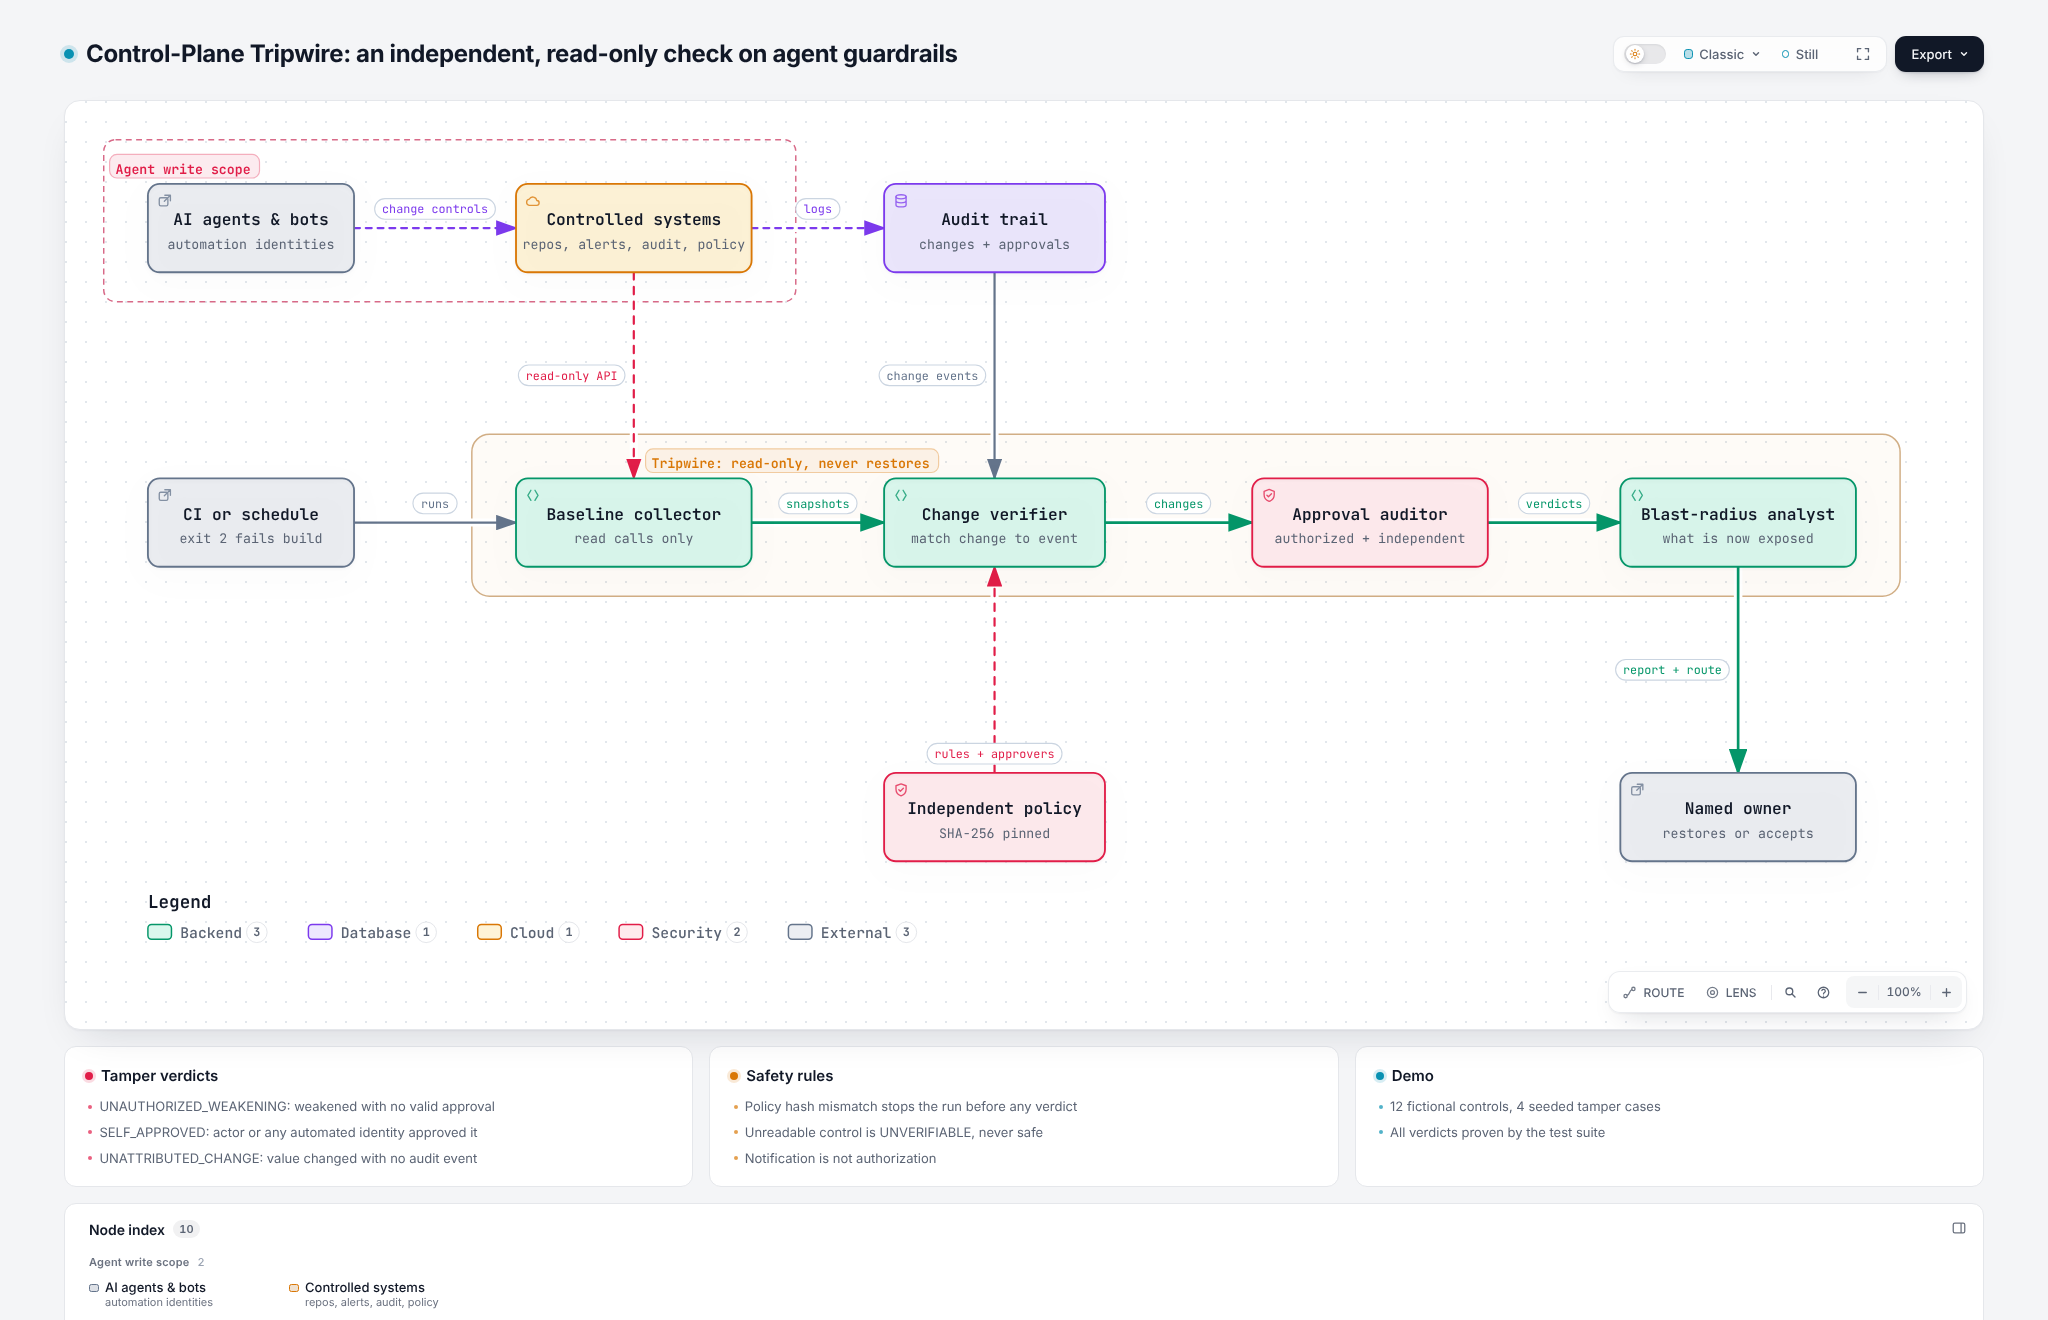 Control-Plane Tripwire: an independent, read-only check on agent guardrails
Classic
Still
Export
Agent write scope
AI agents & bots
automation identities
change controls
Controlled systems
repos, alerts, audit, policy
logs
Audit trail
changes + approvals
read-only API
change events
Tripwire: read-only, never restores
CI or schedule
exit 2 fails build
runs
Baseline collector
read calls only
snapshots
Change verifier
match change to event
changes
Approval auditor
authorized + independent
verdicts
Blast-radius analyst
what is now exposed
report + route
rules + approvers
Independent policy
SHA-256 pinned
Named owner
restores or accepts
Legend
Backend 3
Database 1
Cloud 1
Security 2
External 3
ROUTE
LENS
100%
Tamper verdicts
UNAUTHORIZED_WEAKENING: weakened with no valid approval
SELF_APPROVED: actor or any automated identity approved it
UNATTRIBUTED_CHANGE: value changed with no audit event
Safety rules
Policy hash mismatch stops the run before any verdict
Unreadable control is UNVERIFIABLE, never safe
Notification is not authorization
Demo
12 fictional controls, 4 seeded tamper cases
All verdicts proven by the test suite
Node index 10
Agent write scope 2
AI agents & bots
automation identities
Controlled systems
repos, alerts, audit, policy